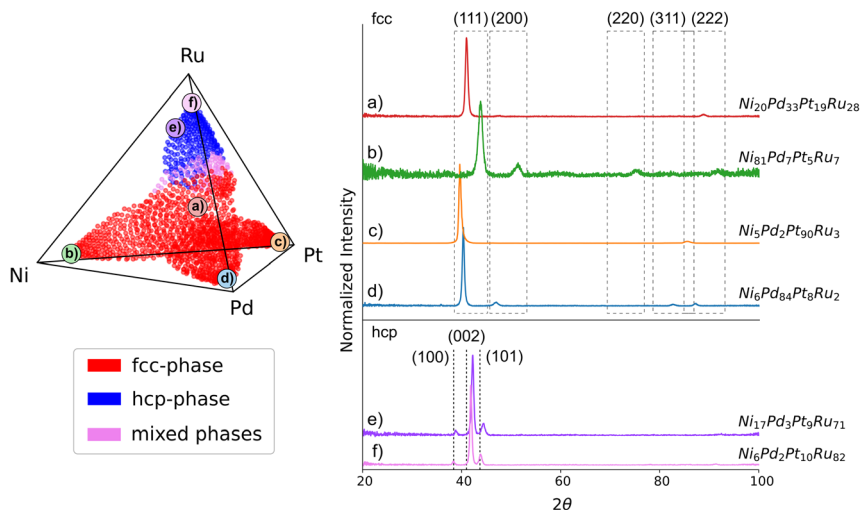 Ru
f)
e)
a)
b)
c)
d)
Ni
Pt
Pd
fcc-phase
hcp-phase
mixed phases
Normalized Intensity
fcc
(111) (200) (220) (311) (222)
a) Ni20Pd33Pt19Ru28
b) Ni81Pd7Pt5Ru7
c) Ni5Pd2Pt90Ru3
d) Ni6Pd84Pt8Ru2
hcp
(002)
(100) (101)
e) Ni17Pd3Pt9Ru71
f) Ni6Pd2Pt10Ru82
20 40 60 80 100
2θ